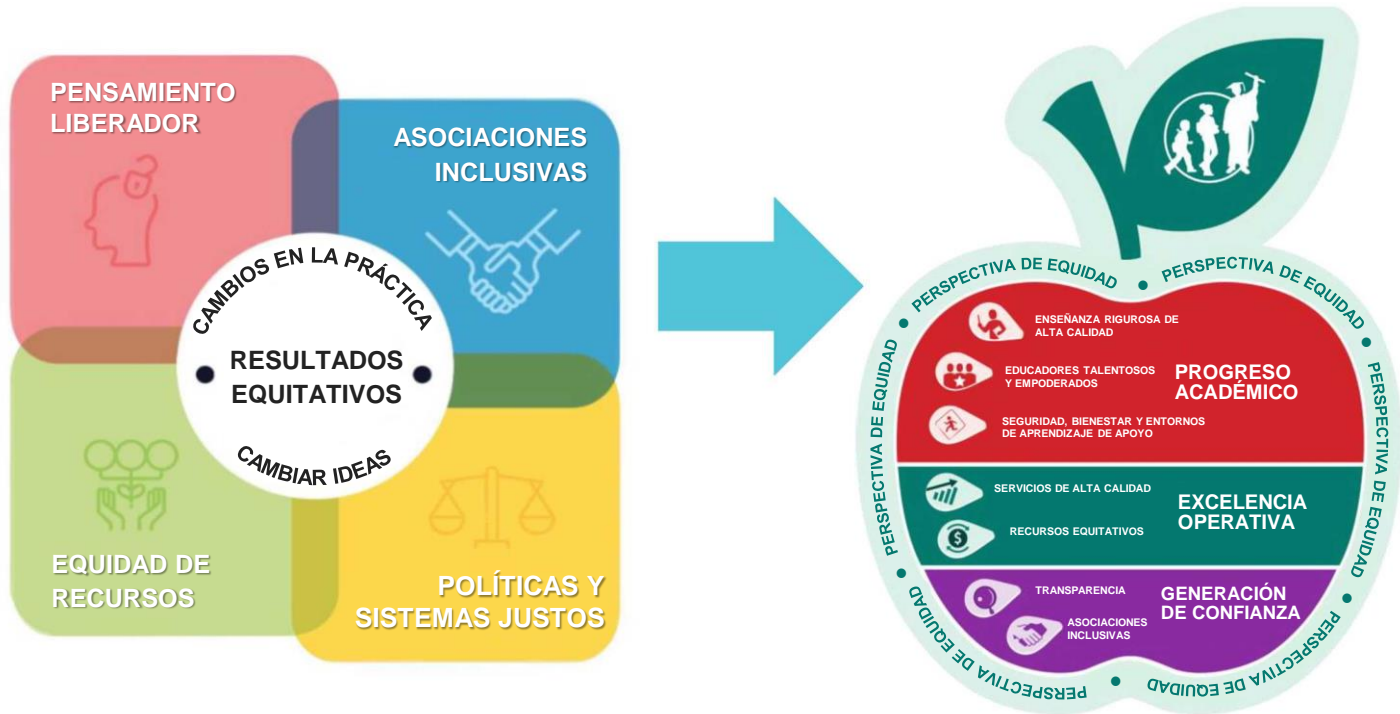 PENSAMIENTO
LIBERADOR
ASOCIACIONES
INCLUSIVAS
CAMBIOS EN LA PRÁCTICA
RESULTADOS
EQUITATIVOS
CAMBIAR IDEAS
EQUIDAD DE
RECURSOS
POLÍTICAS Y
SISTEMAS JUSTOS
PERSPECTIVA DE EQUIDAD
PERSPECTIVA DE EQUIDAD
PERSPECTIVA DE EQUIDAD
PERSPECTIVA DE EQUIDAD
PERSPECTIVA DE EQUIDAD
PERSPECTIVA DE EQUIDAD
ENSEÑANZA RIGUROSA DE
ALTA CALIDAD
EDUCADORES TALENTOSOS
Y EMPODERADOS
SEGURIDAD, BIENESTAR Y ENTORNOS
DE APRENDIZAJE DE APOYO
PROGRESO
ACADÉMICO
SERVICIOS DE ALTA CALIDAD
RECURSOS EQUITATIVOS
$
EXCELENCIA
OPERATIVA
TRANSPARENCIA
ASOCIACIONES
INCLUSIVAS
GENERACIÓN
DE CONFIANZA